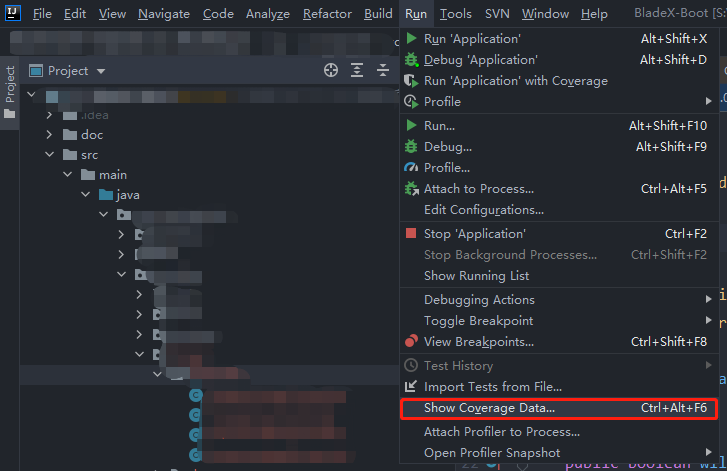 IJ File Edit View Navigate Code Analyze Refactor Build Run Tools SVN Window Help BladeX-Boot [S:
Project
Project
.idea
doc
src
main
java
Run 'Application' Alt+Shift+X
Debug 'Application' Alt+Shift+D
Run 'Application' with Coverage
Profile
Run... Alt+Shift+F10
Debug... Alt+Shift+F9
Profile...
Attach to Process... Ctrl+Alt+F5
Edit Configurations...
Stop 'Application' Ctrl+F2
Stop Background Processes... Ctrl+Shift+F2
Show Running List
Debugging Actions
Toggle Breakpoint
View Breakpoints... Ctrl+Shift+F8
Test History
Import Tests from File...
Show Coverage Data... Ctrl+Alt+F6
Attach Profiler to Process...
Open Profiler Snapshot
22 public boolean wil